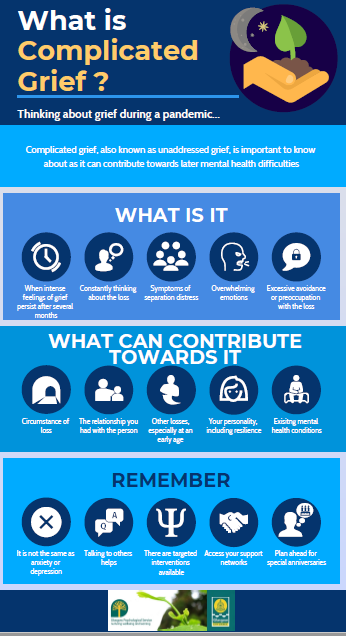 What is
Complicated
Grief ?
Thinking about grief during a pandemic...
Complicated grief, also known as unaddressed grief, is important to know
about as it can contribute towards later mental health difficulties
WHAT IS IT
When intense
feelings of grief
persist after several
months
Constantly thinking
about the loss
Symptoms of
separation distress
Overwhelming
emotions
Excessive avoidance
or preoccupation
with the loss
WHAT CAN CONTRIBUTE
TOWARDS IT
Circumstance of
loss
The relationship you
had with the person
Other losses,
especially at an
early age
Your personality,
including resilience
Exisitng mental
health conditions
REMEMBER
Q
A
It is not the same as
anxiety or
depression
Talking to others
helps
There are targeted
interventions
available
Access your support
networks
Plan ahead for
special anniversaries
Glasgow Psychological Service
Glasgow